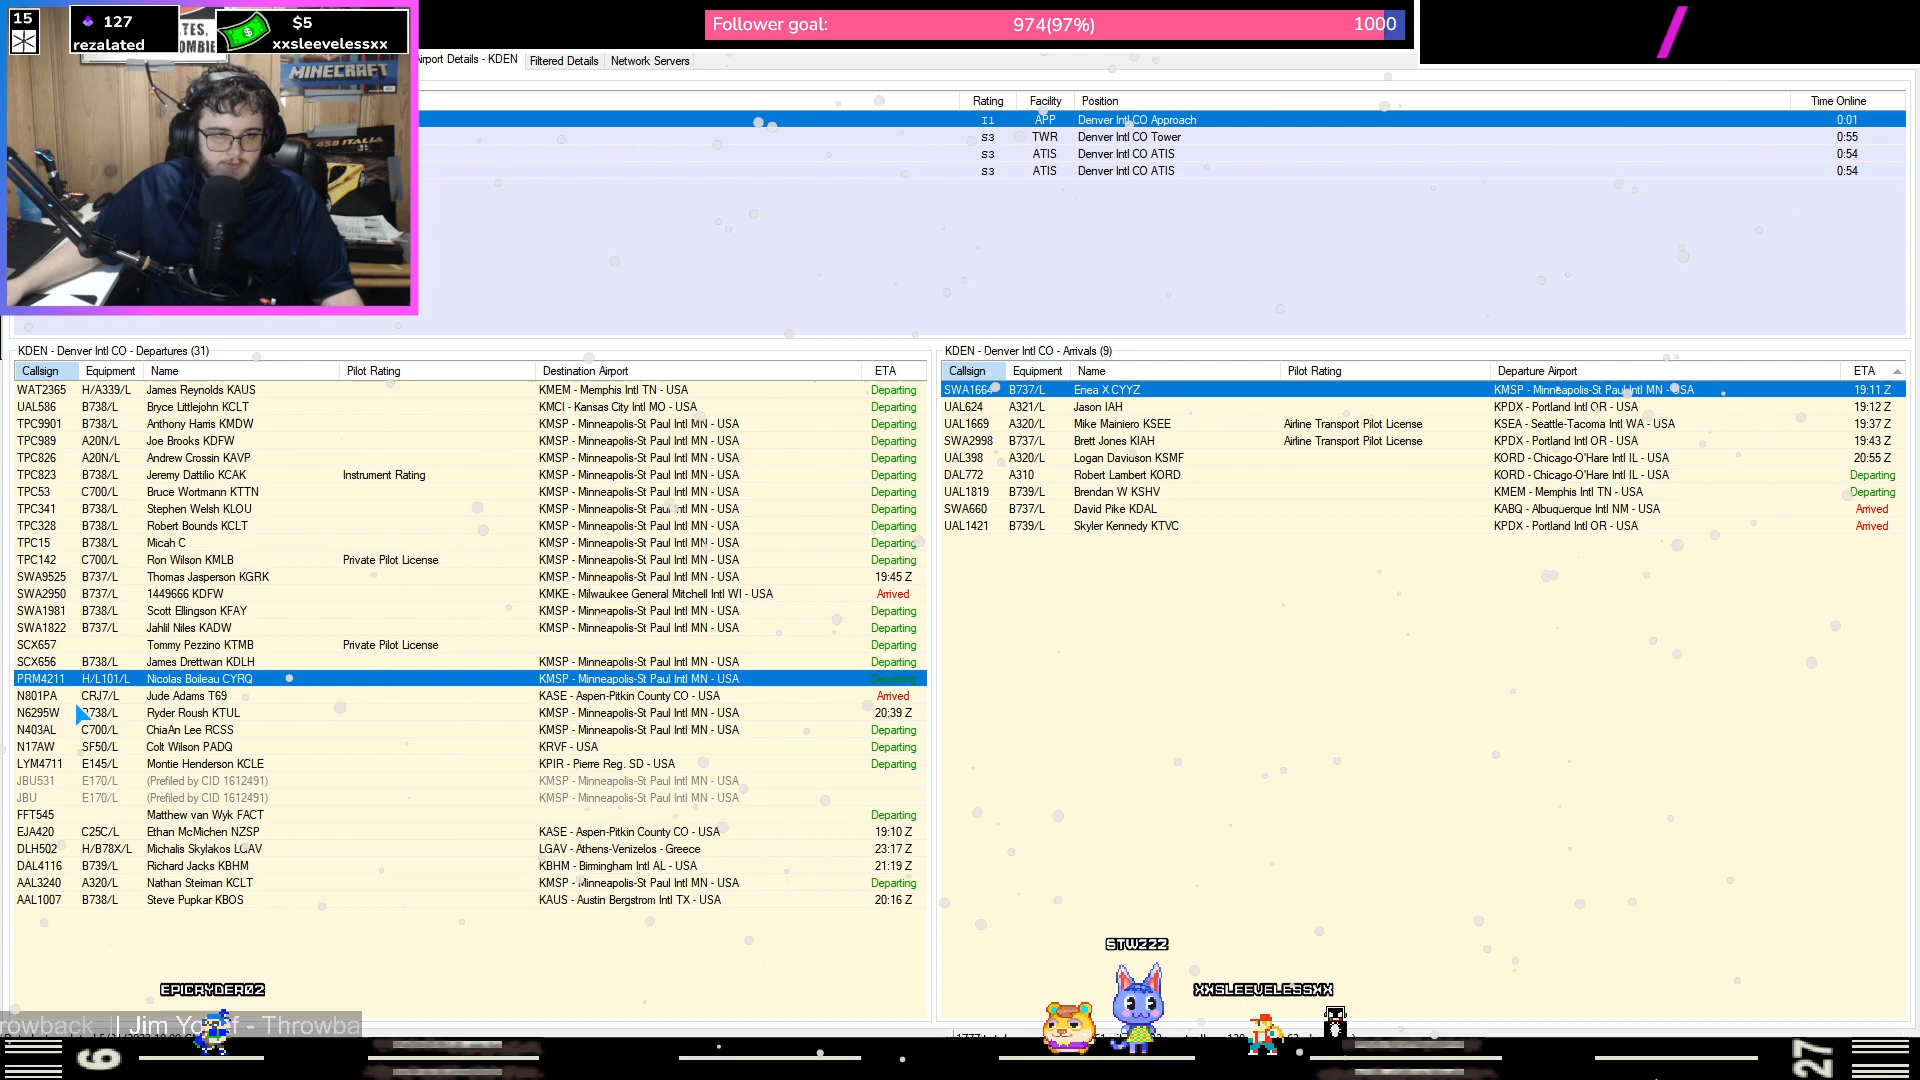 15
127
rezalated
$5
xxsleevelessxx
TES,
OMBIE
MINECRAFT
458 ITALIA
Follower goal:
974(97%)
1000
Airport Details - KDEN
Filtered Details
Network Servers
Rating Facility Position Time Online
I1 APP Denver Intl CO Approach 0:01
S3 TWR Denver Intl CO Tower 0:55
S3 ATIS Denver Intl CO ATIS 0:54
S3 ATIS Denver Intl CO ATIS 0:54
KDEN - Denver Intl CO - Departures (31)
Callsign Equipment Name Pilot Rating Destination Airport ETA
WAT2365 H/A339/L James Reynolds KAUS KMEM - Memphis Intl TN - USA Departing
UAL586 B738/L Bryce Littlejohn KCLT KMCI - Kansas City Intl MO - USA Departing
TPC9901 B738/L Anthony Harris KMDW KMSP - Minneapolis-St Paul Intl MN - USA Departing
TPC989 A20N/L Joe Brooks KDFW KMSP - Minneapolis-St Paul Intl MN - USA Departing
TPC826 A20N/L Andrew Crossin KAVP KMSP - Minneapolis-St Paul Intl MN - USA Departing
TPC823 B738/L Jeremy Dattilio KCAK Instrument Rating KMSP - Minneapolis-St Paul Intl MN - USA Departing
TPC53 C700/L Bruce Wortmann KTTN KMSP - Minneapolis-St Paul Intl MN - USA Departing
TPC341 B738/L Stephen Welsh KLOU KMSP - Minneapolis-St Paul Intl MN - USA Departing
TPC328 B738/L Robert Bounds KCLT KMSP - Minneapolis-St Paul Intl MN - USA Departing
TPC15 B738/L Micah C KMSP - Minneapolis-St Paul Intl MN - USA Departing
TPC142 C700/L Ron Wilson KMLB Private Pilot License KMSP - Minneapolis-St Paul Intl MN - USA Departing
SWA9525 B737/L Thomas Jasperson KGRK KMSP - Minneapolis-St Paul Intl MN - USA 19:45 Z
SWA2950 B737/L 1449666 KDFW KMKE - Milwaukee General Mitchell Intl WI - USA Arrived
SWA1981 B738/L Scott Ellingson KFAY KMSP - Minneapolis-St Paul Intl MN - USA Departing
SWA1822 B737/L Jahlil Niles KADW KMSP - Minneapolis-St Paul Intl MN - USA Departing
SCX657 Tommy Pezzino KTMB Private Pilot License Departing
SCX656 B738/L James Drettwan KDLH KMSP - Minneapolis-St Paul Intl MN - USA Departing
PRM4211 H/L101/L Nicolas Boileau CYRQ KMSP - Minneapolis-St Paul Intl MN - USA Departing
N801PA CRJ7/L Jude Adams T69 KASE - Aspen-Pitkin County CO - USA Arrived
N6295W B738/L Ryder Roush KTUL KMSP - Minneapolis-St Paul Intl MN - USA 20:39 Z
N403AL C700/L ChiaAn Lee RCSS KMSP - Minneapolis-St Paul Intl MN - USA Departing
N17AW SF50/L Colt Wilson PADQ KRVF - USA Departing
LYM4711 E145/L Montie Henderson KCLE KPIR - Pierre Reg. SD - USA Departing
JBU531 E170/L (Prefiled by CID 1612491) KMSP - Minneapolis-St Paul Intl MN - USA
JBU E170/L (Prefiled by CID 1612491) KMSP - Minneapolis-St Paul Intl MN - USA
FFT545 Matthew van Wyk FACT Departing
EJA420 C25C/L Ethan McMichen NZSP KASE - Aspen-Pitkin County CO - USA 19:10 Z
DLH502 H/B78X/L Michalis Skylakos LGAV LGAV - Athens-Venizelos - Greece 23:17 Z
DAL4116 B739/L Richard Jacks KBHM KBHM - Birmingham Intl AL - USA 21:19 Z
AAL3240 A320/L Nathan Steiman KCLT KMSP - Minneapolis-St Paul Intl MN - USA Departing
AAL1007 B738/L Steve Pupkar KBOS KAUS - Austin Bergstrom Intl TX - USA 20:16 Z
KDEN - Denver Intl CO - Arrivals (9)
Callsign Equipment Name Pilot Rating Departure Airport ETA
SWA1664 B737/L Enea X CYYZ KMSP - Minneapolis-St Paul Intl MN - USA 19:11 Z
UAL624 A321/L Jason IAH KPDX - Portland Intl OR - USA 19:12 Z
UAL1669 A320/L Mike Mainiero KSEE Airline Transport Pilot License KSEA - Seattle-Tacoma Intl WA - USA 19:37 Z
SWA2998 B737/L Brett Jones KIAH Airline Transport Pilot License KPDX - Portland Intl OR - USA 19:43 Z
UAL398 A320/L Logan Davidson KSMF KORD - Chicago-O'Hare Intl IL - USA 20:55 Z
DAL772 A310 Robert Lambert KORD KORD - Chicago-O'Hare Intl IL - USA Departing
UAL1819 B739/L Brendan W KSHV KMEM - Memphis Intl TN - USA Departing
SWA660 B737/L David Pike KDAL KABQ - Albuquerque Intl NM - USA Arrived
UAL1421 B739/L Skyler Kennedy KTVC KPDX - Portland Intl OR - USA Arrived
STWZZZ
EPICRYDER02
XXSLEEVELESSXX
rowback | Jim Yosef - Throwba
9
27